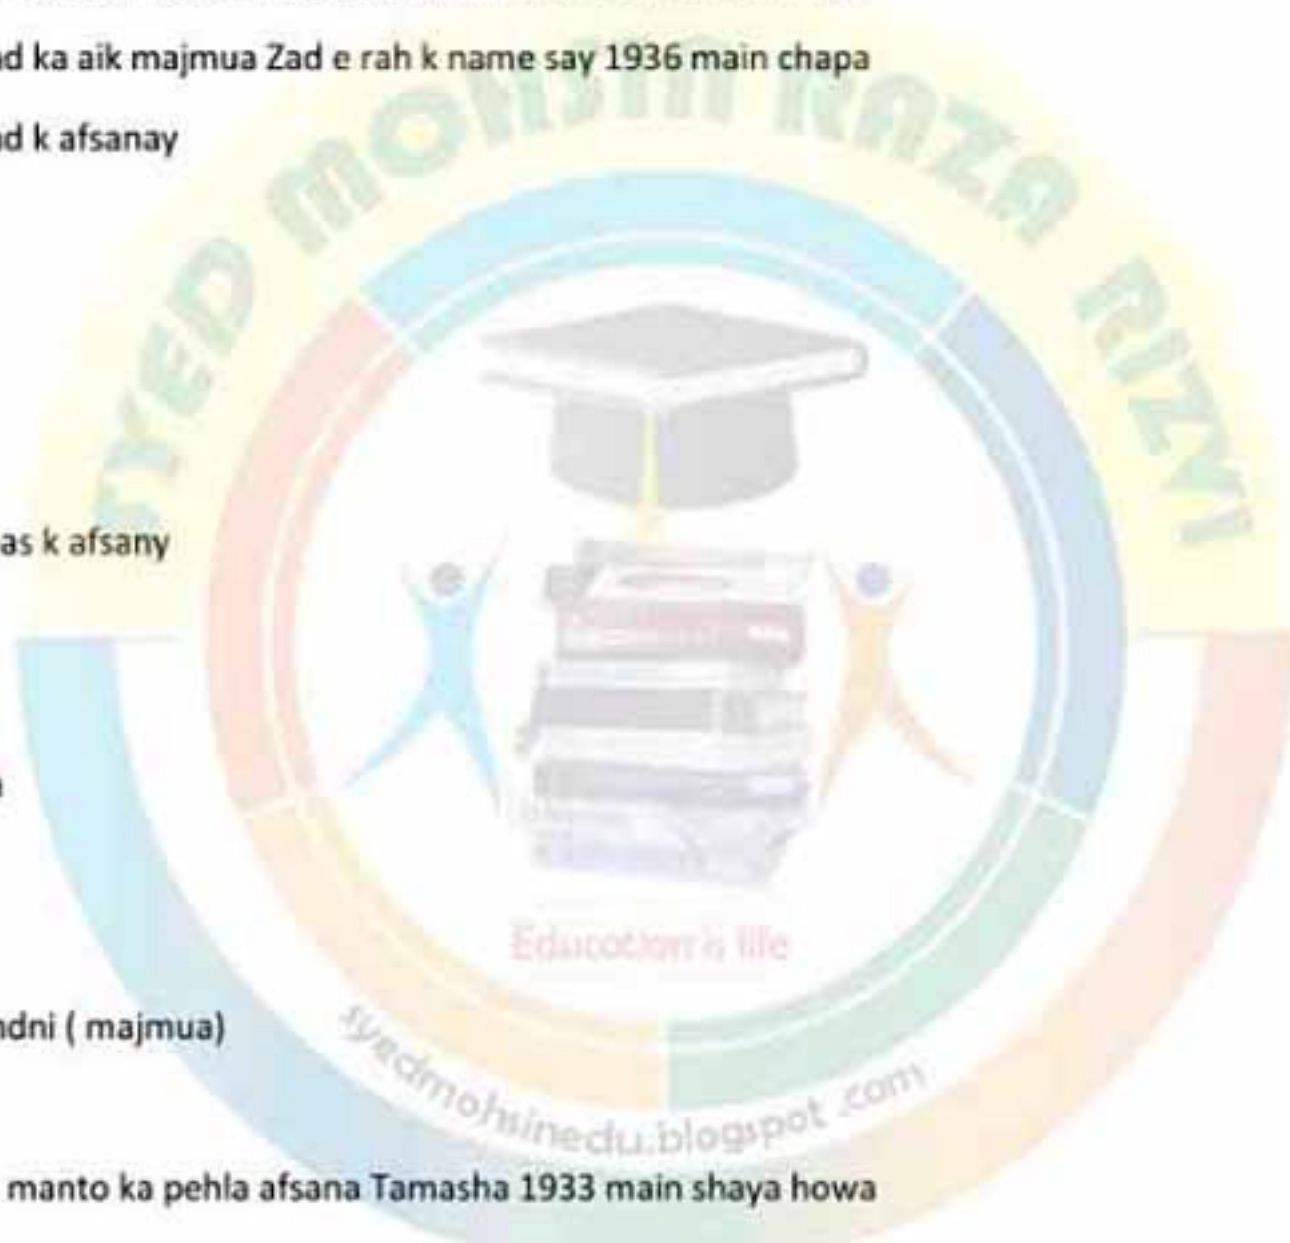 d ka aik majmua Zad e rah k name say 1936 main chapa
d k afsanay
SYED MOHSIN RAZA RIZVI
as k afsany
Education is life
ndni ( majmua)
syedmohsinedu.blogspot .com
manto ka pehla afsana Tamasha 1933 main shaya howa